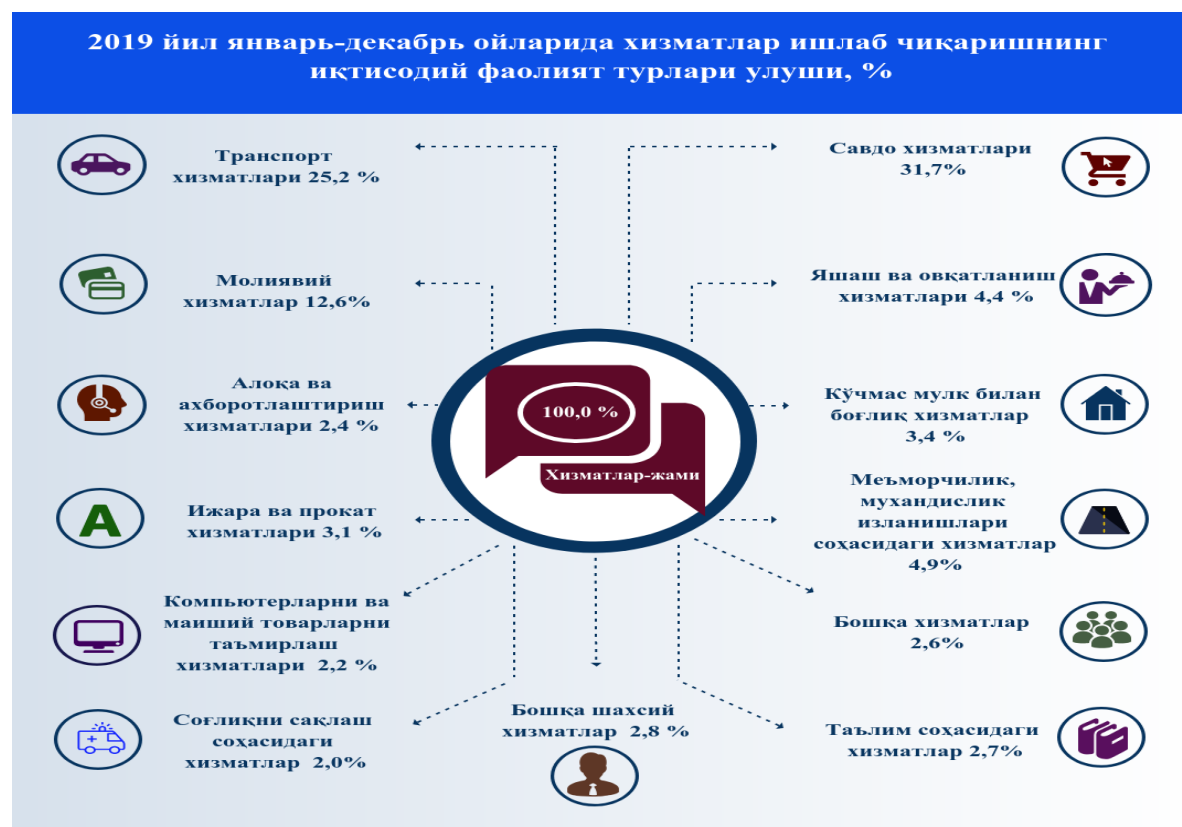 2019 йил январь-декабрь ойларида хизматлар ишлаб чиқаришнинг
иқтисодий фаолият турлари улуши, %
Транспорт
хизматлари 25,2 %
Савдо хизматлари
31,7%
Молиявий
хизматлар 12,6%
Яшаш ва овқатланиш
хизматлари 4,4 %
Алоқа ва
ахборотлаштириш
хизматлари 2,4 %
100,0 %
Хизматлар-жами
Кўчмас мулк билан
боғлиқ хизматлар
3,4 %
Ижара ва прокат
хизматлари 3,1 %
A
Меъморчилик,
мухандислик
изланишлари
соҳасидаги хизматлар
4,9%
Компьютерларни ва
маиший товарларни
таъмирлаш
хизматлари 2,2 %
Бошқа хизматлар
2,6%
Соғлиқни сақлаш
соҳасидаги
хизматлар 2,0%
Бошқа шахсий
хизматлар 2,8 %
Таълим соҳасидаги
хизматлар 2,7%